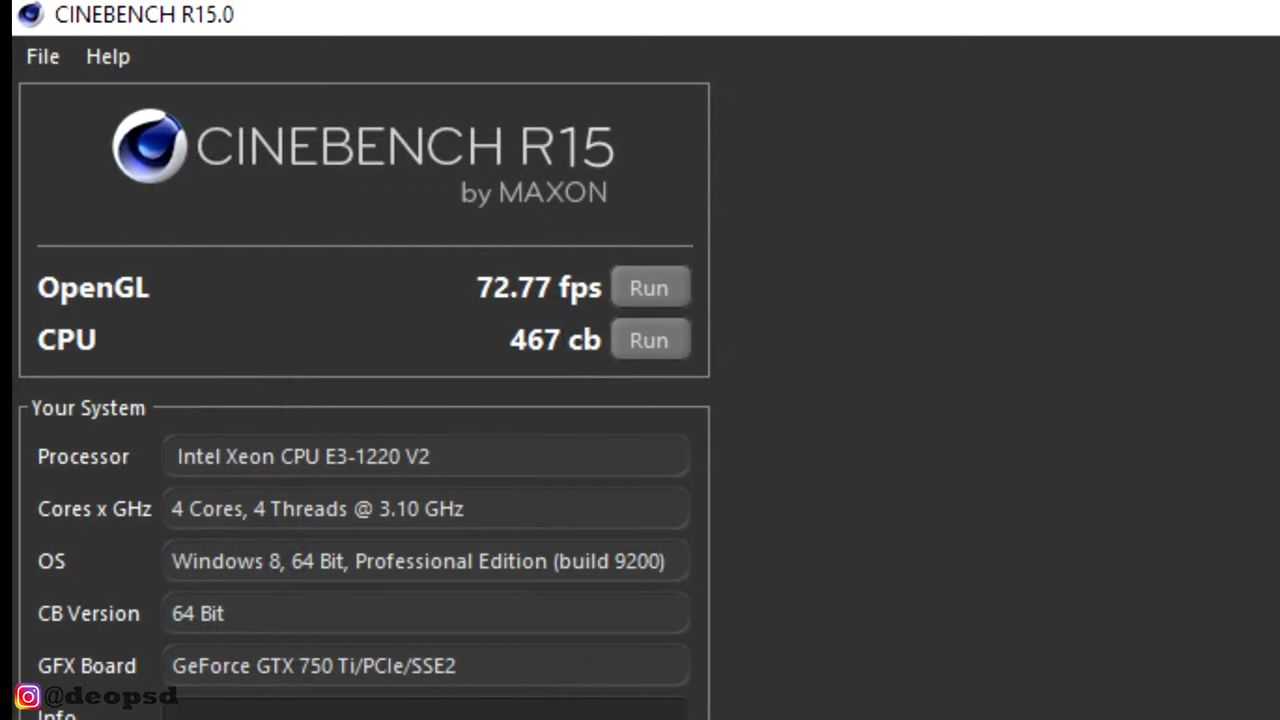 CINEBENCH R15.0
File Help
CINEBENCH R15
by MAXON
OpenGL 72.77 fps Run
CPU 467 cb Run
Your System
Processor Intel Xeon CPU E3-1220 V2
Cores x GHz 4 Cores, 4 Threads @ 3.10 GHz
OS Windows 8, 64 Bit, Professional Edition (build 9200)
CB Version 64 Bit
GFX Board GeForce GTX 750 Ti/PCIe/SSE2
@deopsd
Info